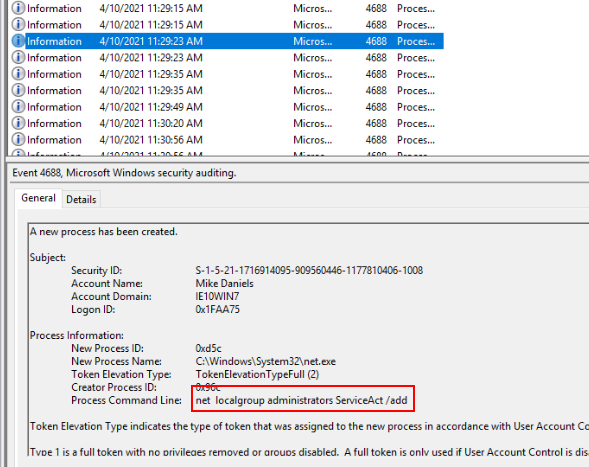 Information 4/10/2021 11:29:15 AM Micros... 4688 Proces...
Information 4/10/2021 11:29:15 AM Micros... 4688 Proces...
Information 4/10/2021 11:29:23 AM Micros... 4688 Proces...
Information 4/10/2021 11:29:23 AM Micros... 4688 Proces...
Information 4/10/2021 11:29:35 AM Micros... 4688 Proces...
Information 4/10/2021 11:29:35 AM Micros... 4688 Proces...
Information 4/10/2021 11:29:49 AM Micros... 4688 Proces...
Information 4/10/2021 11:30:20 AM Micros... 4688 Proces...
Information 4/10/2021 11:30:56 AM Micros... 4688 Proces...
Information 4/10/2021 11:30:56 AM Micros... 4688 Proces...
Event 4688, Microsoft Windows security auditing.
General Details
A new process has been created.
Subject:
Security ID: S-1-5-21-1716914095-909560446-1177810406-1008
Account Name: Mike Daniels
Account Domain: IE10WIN7
Logon ID: 0x1FAA75
Process Information:
New Process ID: 0xd5c
New Process Name: C:\Windows\System32\net.exe
Token Elevation Type: TokenElevationTypeFull (2)
Creator Process ID: 0x96c
Process Command Line: net localgroup administrators ServiceAct /add
Token Elevation Type indicates the type of token that was assigned to the new process in accordance with User Account Co
Type 1 is a full token with no privileges removed or groups disabled. A full token is only used if User Account Control is dis